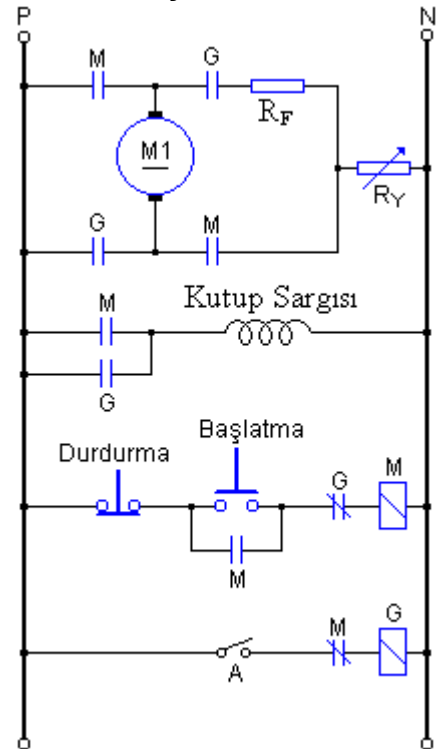 P N
M G
R_F
M1
R_Y
G M
M Kutup Sargısı
G
Başlatma
Durdurma
G M
M
M G
A